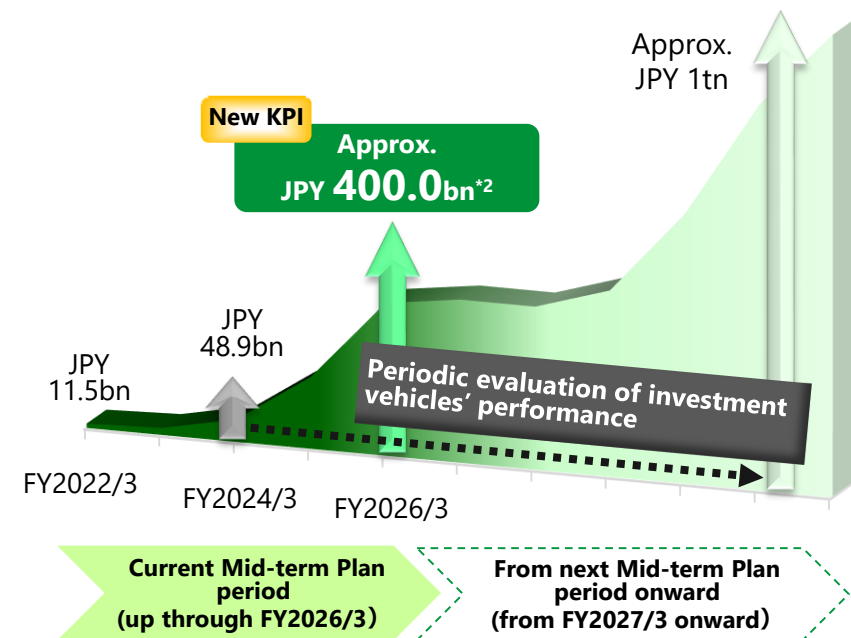 Approx.
JPY 1tn
New KPI
Approx.
JPY 400.0bn*2
JPY
48.9bn
JPY
11.5bn
Periodic evaluation of investment
vehicles’ performance
FY2022/3
FY2024/3
FY2026/3
Current Mid-term Plan
period
(up through FY2026/3）
From next Mid-term Plan
period onward
(from FY2027/3 onward）